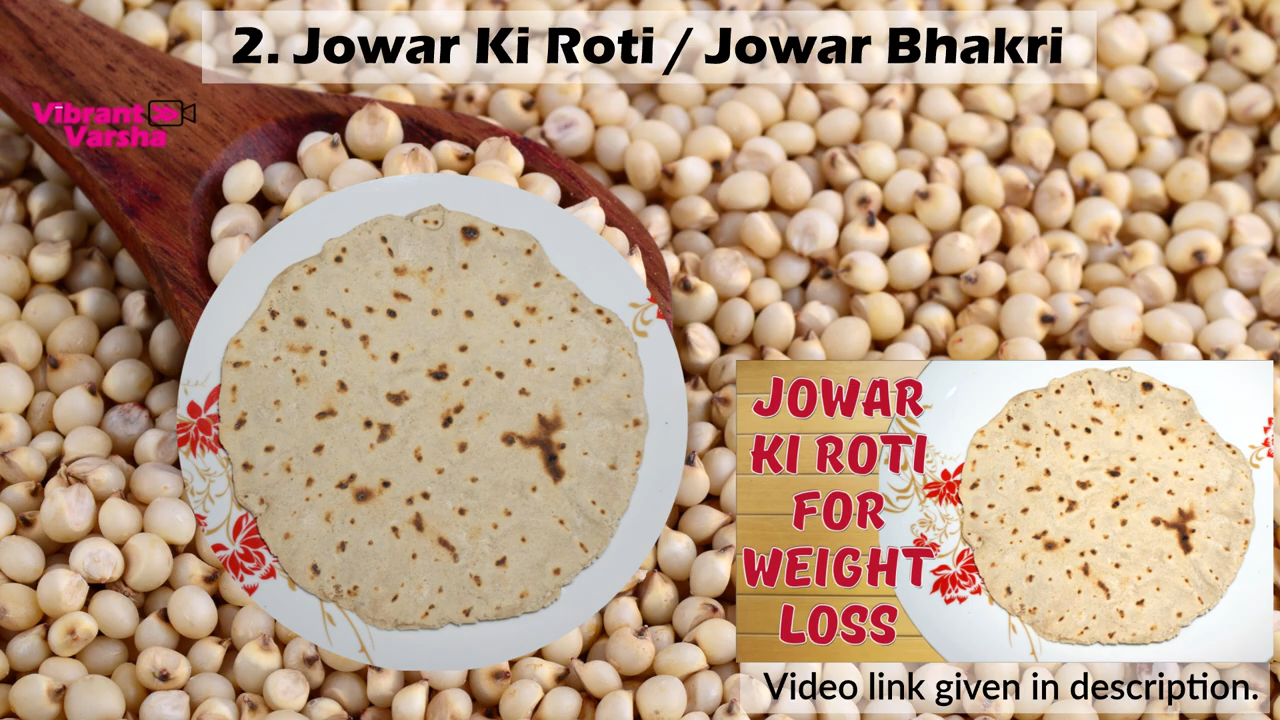 2. Jowar Ki Roti / Jowar Bhakri
Vibrant
Varsha
JOWAR
KI ROTI
FOR
WEIGHT
LOSS
Video link given in description.